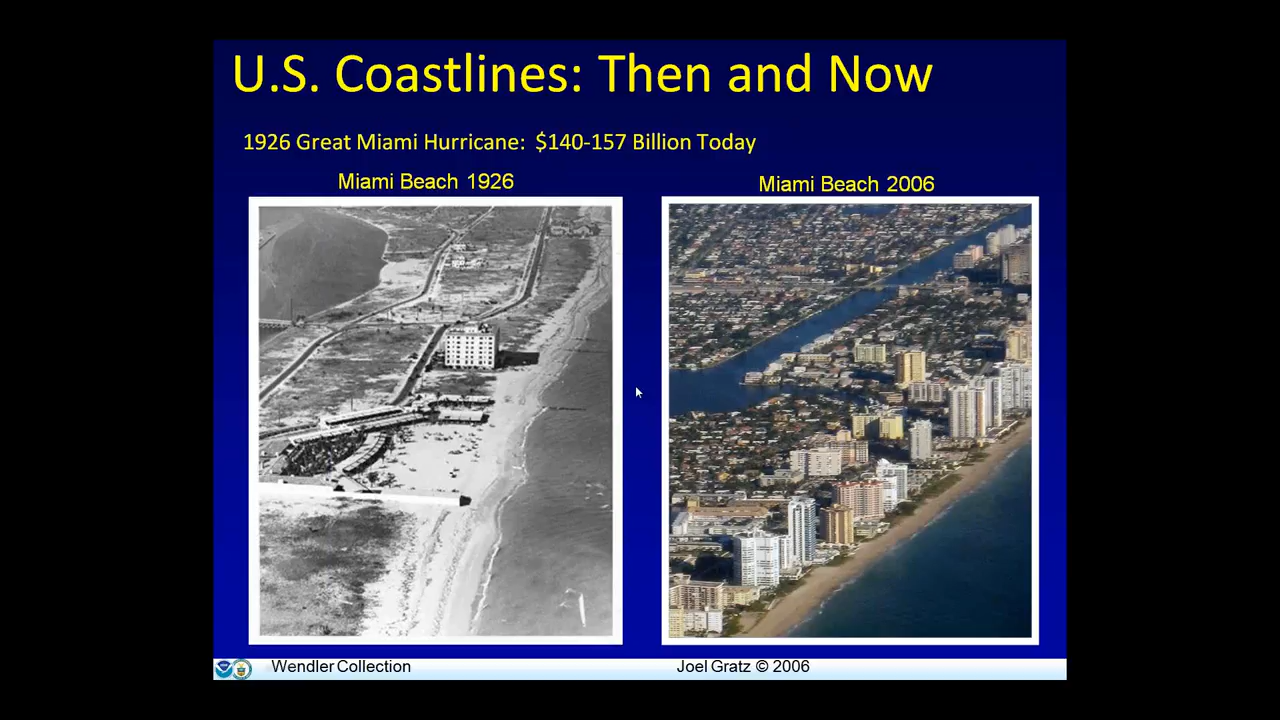 U.S. Coastlines: Then and Now
1926 Great Miami Hurricane: $140-157 Billion Today
Miami Beach 1926
Miami Beach 2006
Wendler Collection
Joel Gratz © 2006